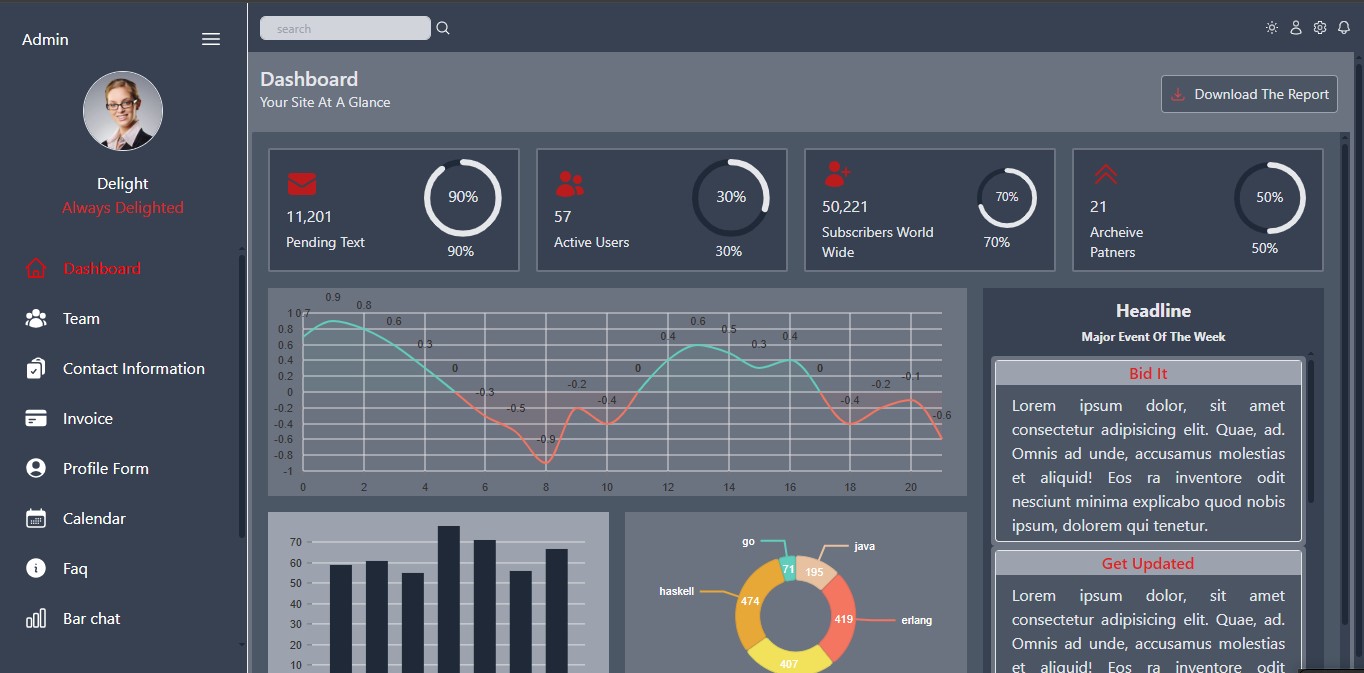 Admin
search
Delight
Always Delighted
Dashboard
Team
Contact Information
Invoice
Profile Form
Calendar
Faq
Bar chat
Dashboard
Your Site At A Glance
Download The Report
11,201
Pending Text
90%
90%
57
Active Users
30%
30%
50,221
Subscribers World
Wide
70%
70%
21
Archeive
Patners
50%
50%
1
0.8
0.6
0.4
0.2
0
-0.2
-0.4
-0.6
-0.8
-1
0.7
0.9
0.8
0.6
0.3
0
-0.3
-0.5
-0.9
-0.2
-0.4
0
0.4
0.6
0.5
0.3
0.4
0
-0.4
-0.2
-0.1
-0.6
0 2 4 6 8 10 12 14 16 18 20
70
60
50
40
30
20
10
go
java
haskell
erlang
71
195
474
419
407
Headline
Major Event Of The Week
Bid It
Lorem ipsum dolor, sit amet
consectetur adipisicing elit. Quae, ad.
Omnis ad unde, accusamus molestias
et aliquid! Eos ra inventore odit
nesciunt minima explicabo quod nobis
ipsum, dolorem qui tenetur.
Get Updated
Lorem ipsum dolor, sit amet
consectetur adipisicing elit. Quae, ad.
Omnis ad unde, accusamus molestias
et aliquid! Eos ra inventore odit